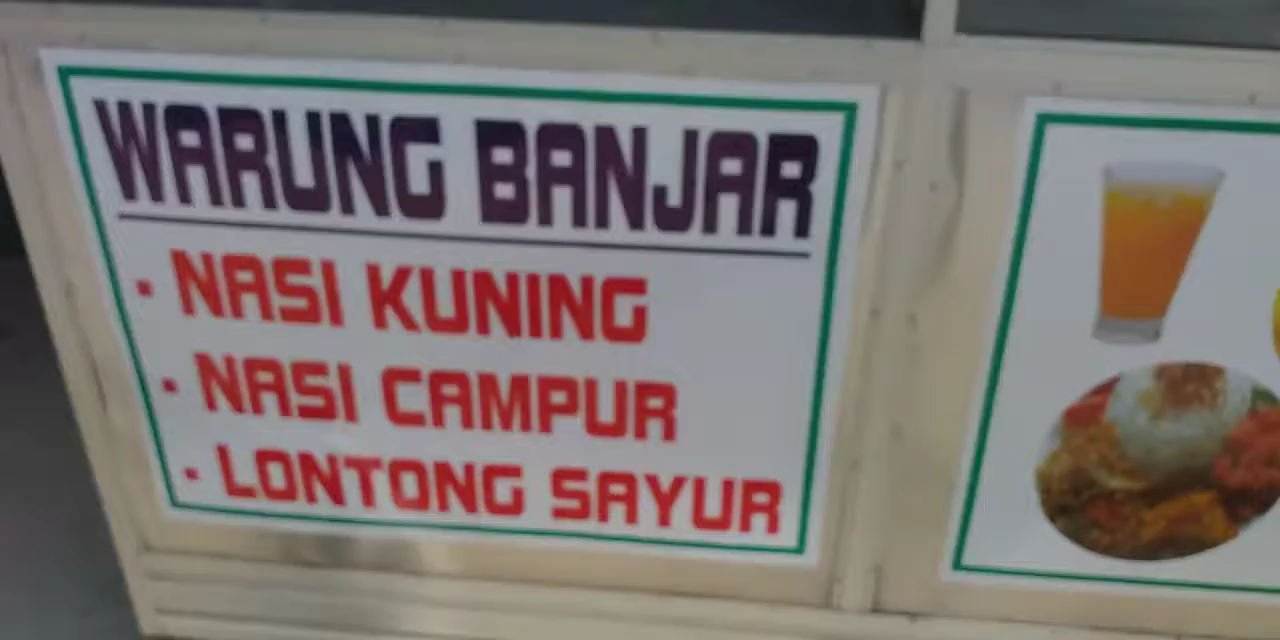 WARUNG BANJAR
· NASI KUNING
· NASI CAMPUR
· LONTONG SAYUR